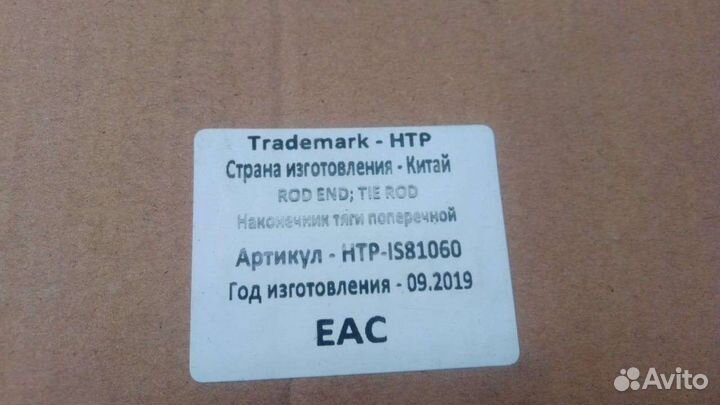 Trademark - HTP
Страна изготовления - Китай
ROD END; TIE ROD
Наконечник тяги поперечной
Артикул - HTP-IS81060
Год изготовления - 09.2019
EAC
Avito